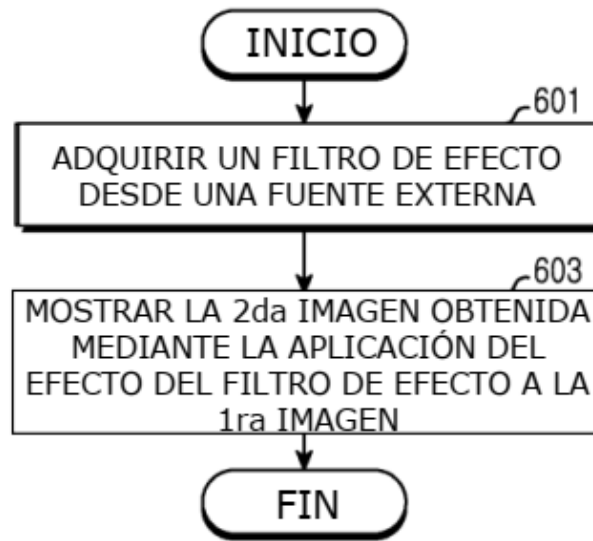 INICIO
601
ADQUIRIR UN FILTRO DE EFECTO
DESDE UNA FUENTE EXTERNA
603
MOSTRAR LA 2da IMAGEN OBTENIDA
MEDIANTE LA APLICACIÓN DEL
EFECTO DEL FILTRO DE EFECTO A LA
1ra IMAGEN
FIN